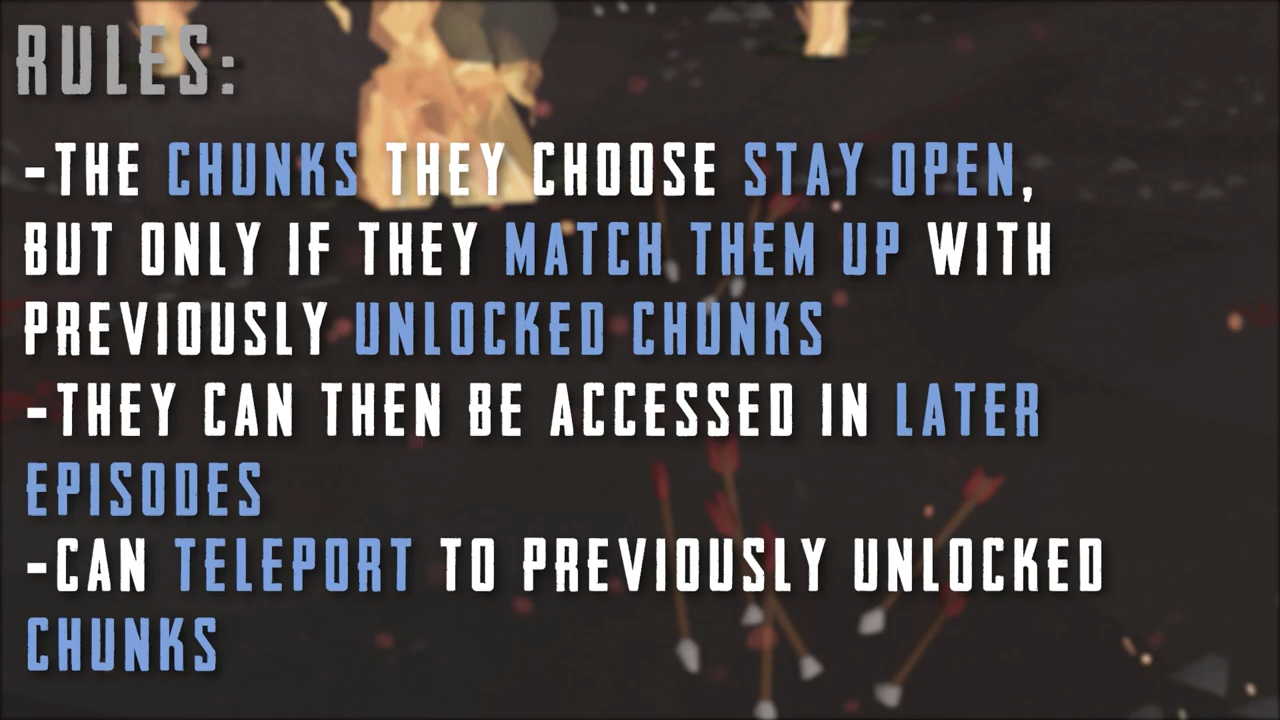 RULES:
-THE CHUNKS THEY CHOOSE STAY OPEN,
BUT ONLY IF THEY MATCH THEM UP WITH
PREVIOUSLY UNLOCKED CHUNKS
-THEY CAN THEN BE ACCESSED IN LATER
EPISODES
-CAN TELEPORT TO PREVIOUSLY UNLOCKED
CHUNKS